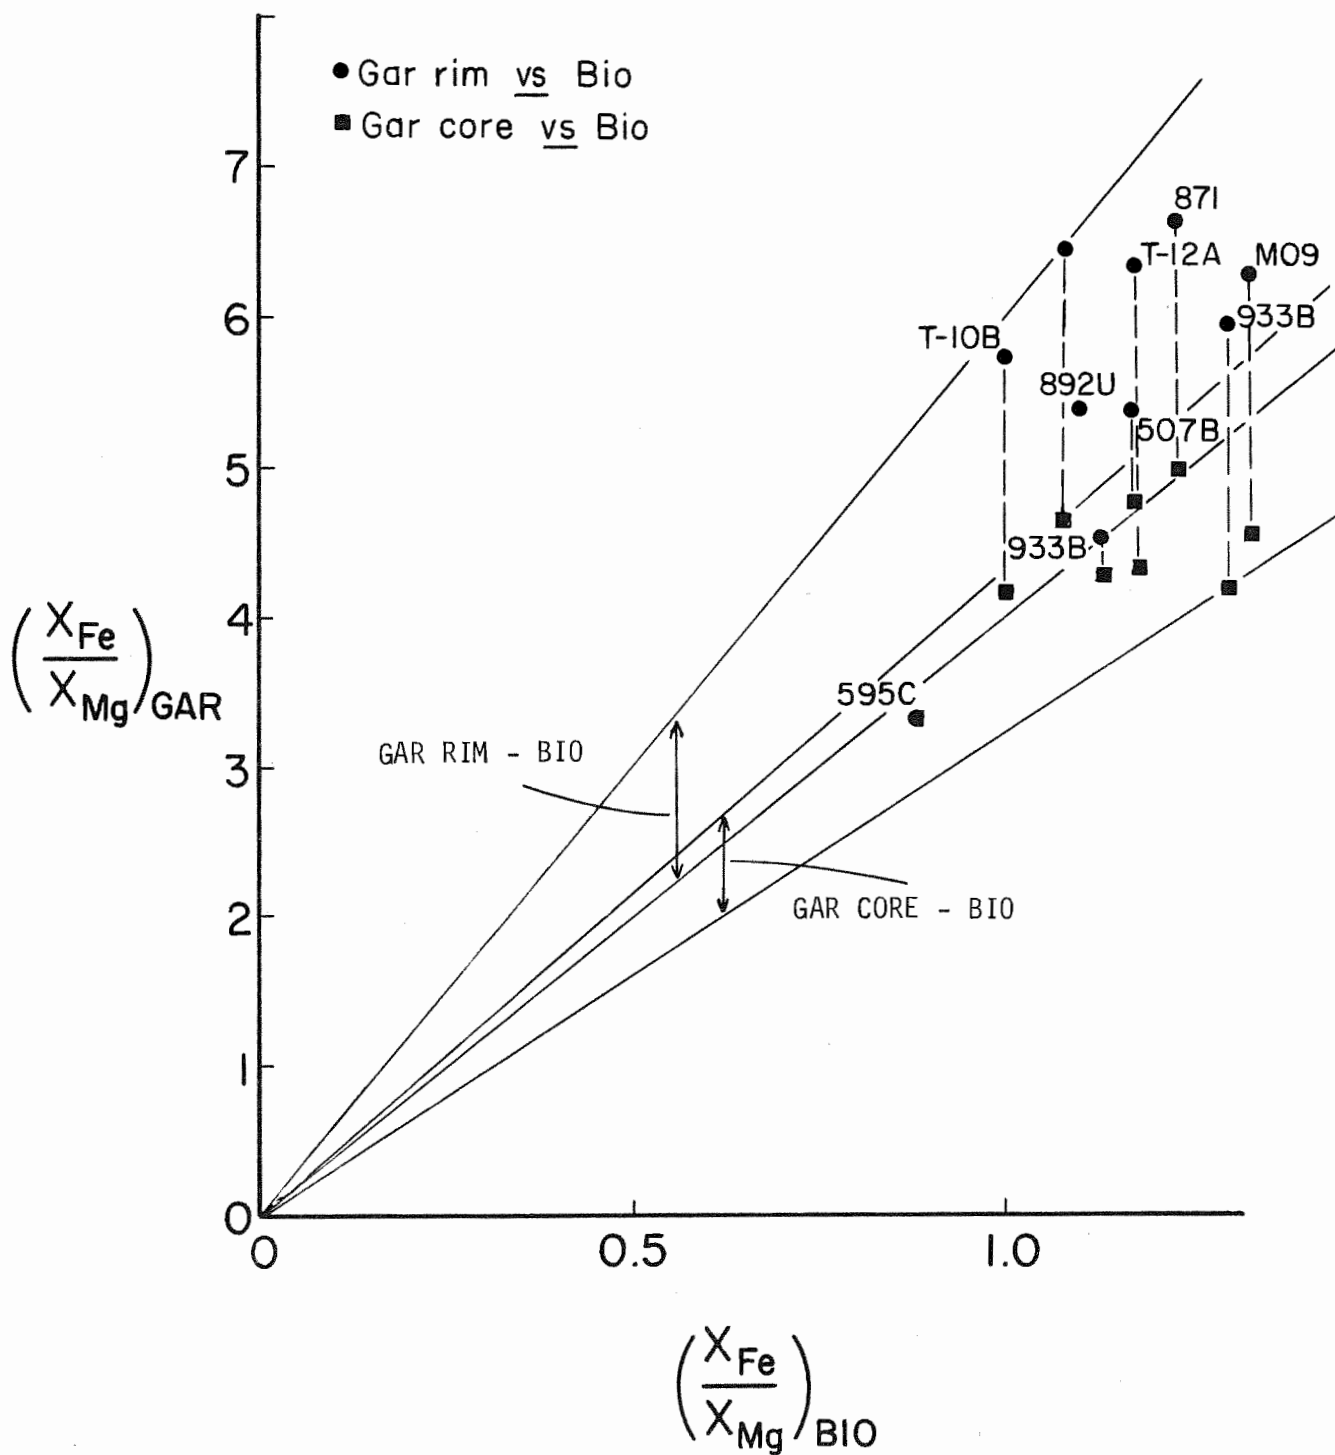 Gar rim vs Bio
Gar core vs Bio
7
6
5
4
3
2
1
0
871
T-12A
M09
933B
T-10B
892U
507B
933B
595C
GAR RIM - BIO
GAR CORE - BIO
(XFe/XMg)GAR
0
0.5
1.0
(XFe/XMg)BIO